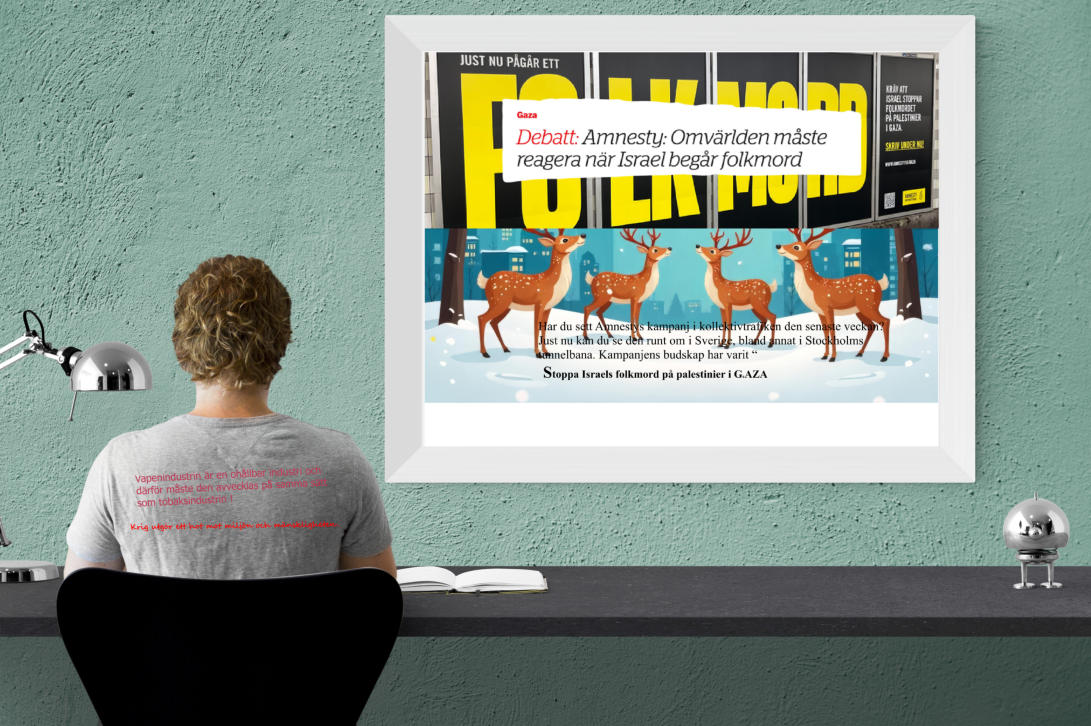 JUST NU PÅGÅR ETT
FOLKMORD
KRÄV ATT
ISRAEL STOPPAR
FOLKMORDET
PÅ PALESTINIER
I GAZA.
SKRIV UNDER NU!
Gaza
Debatt: Amnesty: Omvärlden måste
reagera när Israel begår folkmord
Har du sett Amnestys kampanj i kollektivtrafiken den senaste veckan?
Just nu kan du se den runt om i Sverige, bland annat i Stockholms
tunnelbana. Kampanjens budskap har varit “
Stoppa Israels folkmord på palestinier i G.AZA
Vapenindustrin är en ohållbar industri och
därför måste den avvecklas på samma sätt
som tobaksindustrin !
Krig utgör ett hot mot miljön och mänskligheten